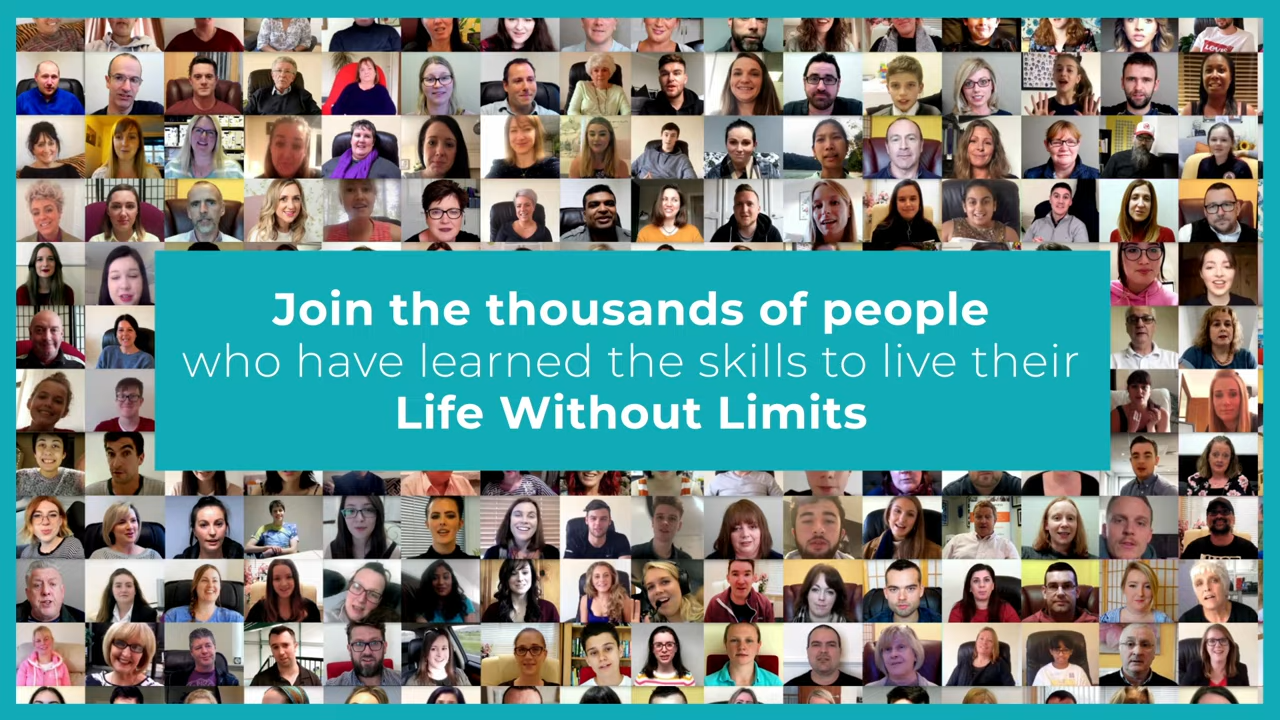 Join the thousands of people
who have learned the skills to live their
Life Without Limits